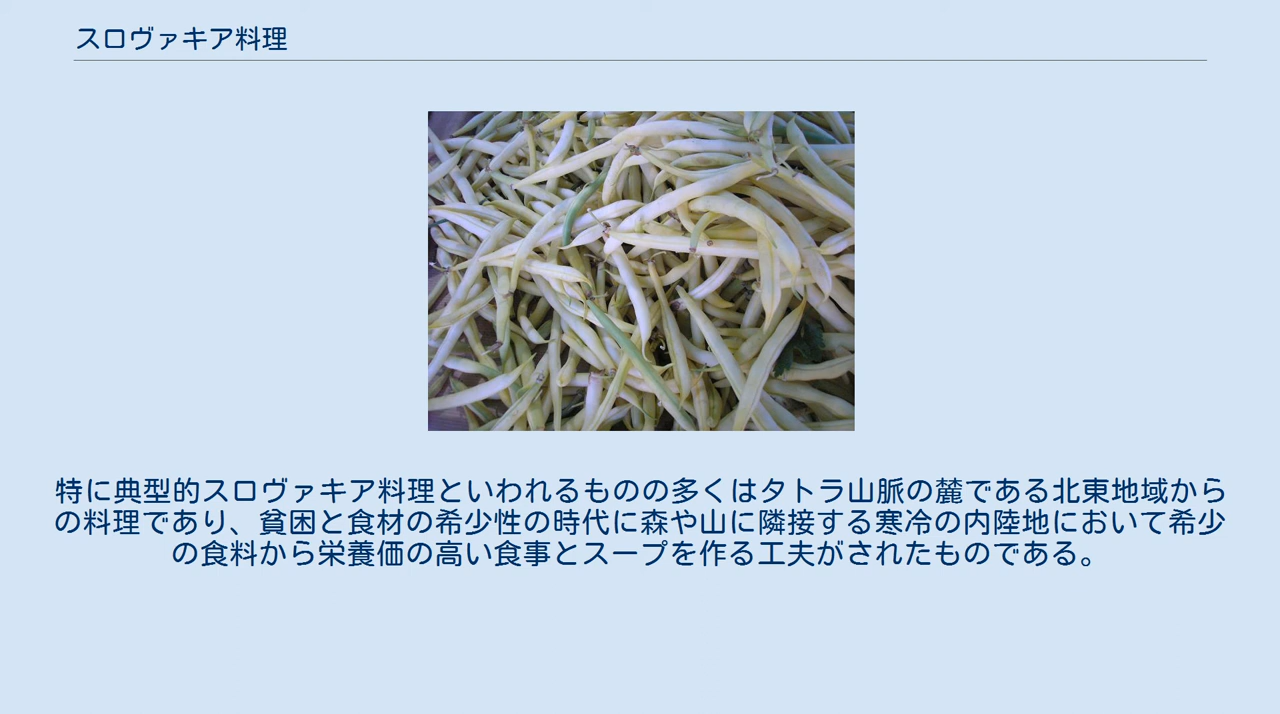 スロヴァキア料理
特に典型的スロヴァキア料理といわれるものの多くはタトラ山脈の麓である北東地域から
の料理であり、貧困と食材の希少性の時代に森や山に隣接する寒冷の内陸地において希少
の食料から栄養価の高い食事とスープを作る工夫がされたものである。